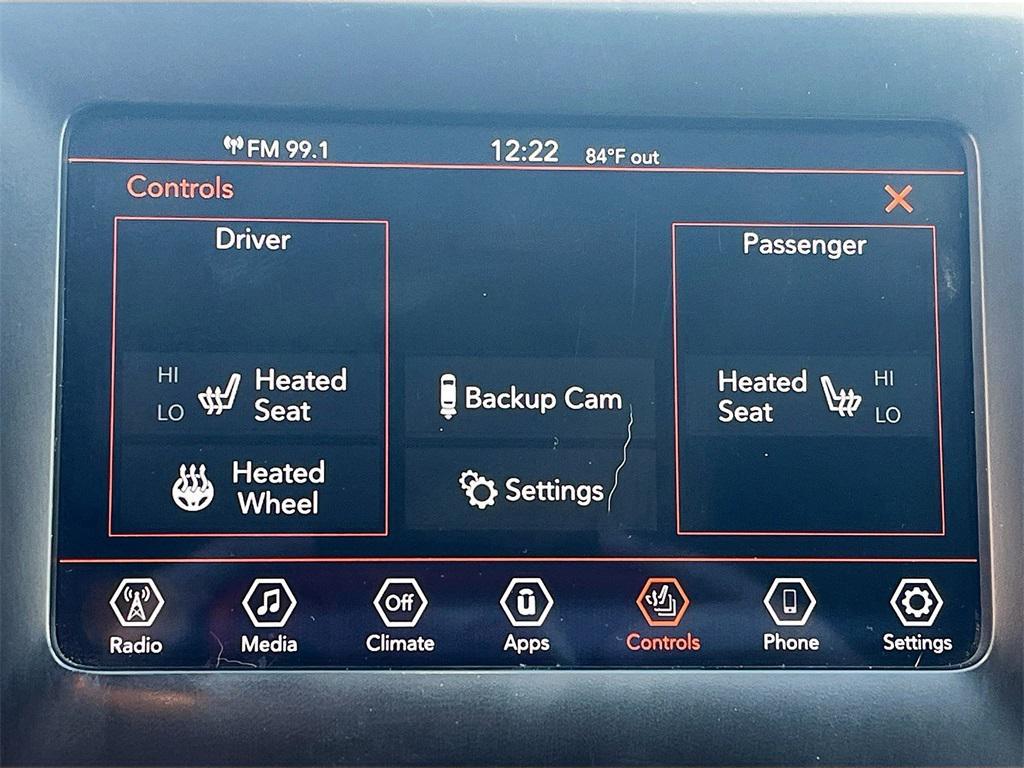 FM 99.1 12:22 84°F out
Controls
Driver
HI
LO
Heated
Seat
Heated
Wheel
Backup Cam
Settings
Passenger
Heated
Seat
HI
LO
Radio
Media
Off
Climate
u
Apps
Controls
Phone
Settings